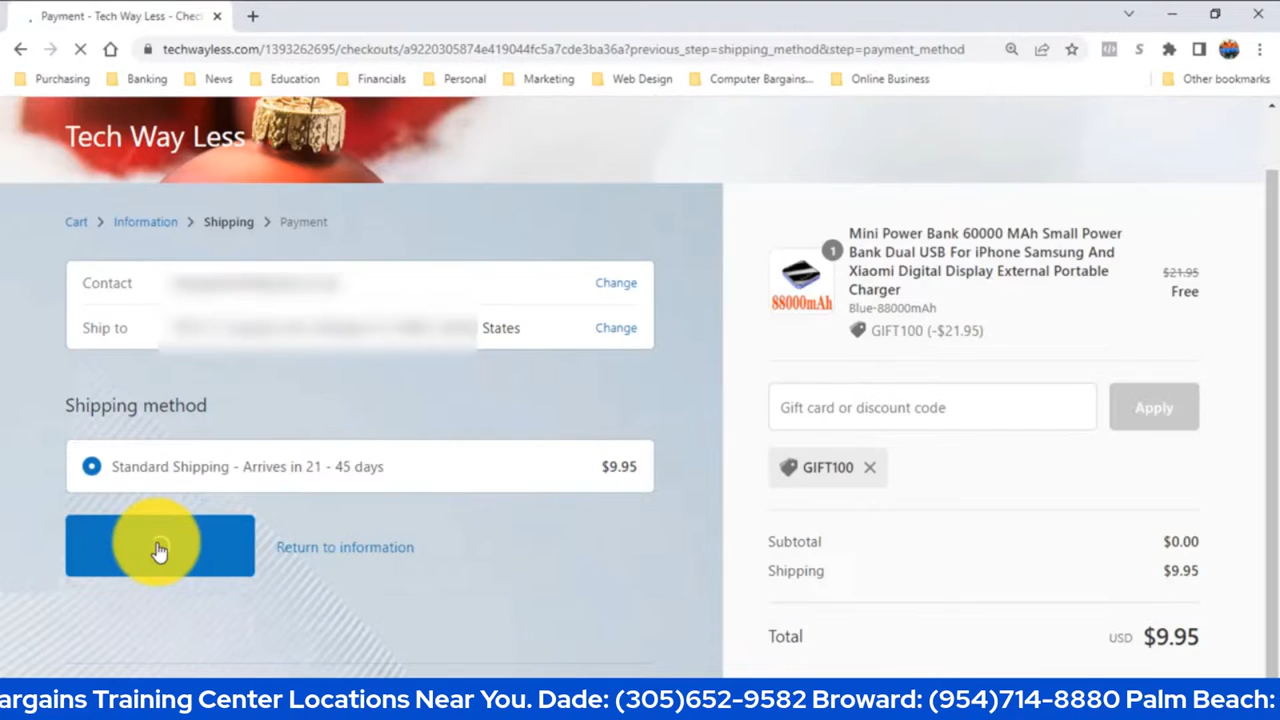 Payment - Tech Way Less - Chec
techwayless.com/1393262695/checkouts/a9220305874e419044fc5a7cde3ba36a?previous_step=shipping_method&step=payment_method
Purchasing Banking News Education Financials Personal Marketing Web Design Computer Bargains... Online Business Other bookmarks
Tech Way Less
Cart > Information > Shipping > Payment
Contact Change
Ship to States Change
Shipping method
Standard Shipping - Arrives in 21 - 45 days $9.95
Return to information
Mini Power Bank 60000 MAh Small Power
Bank Dual USB For iPhone Samsung And
Xiaomi Digital Display External Portable
Charger
Blue-88000mAh
GIFT100 (-$21.95)
1
88000mAh
$21.95
Free
Gift card or discount code Apply
GIFT100
Subtotal $0.00
Shipping $9.95
Total USD $9.95
argains Training Center Locations Near You. Dade: (305)652-9582 Broward: (954)714-8880 Palm Beach: